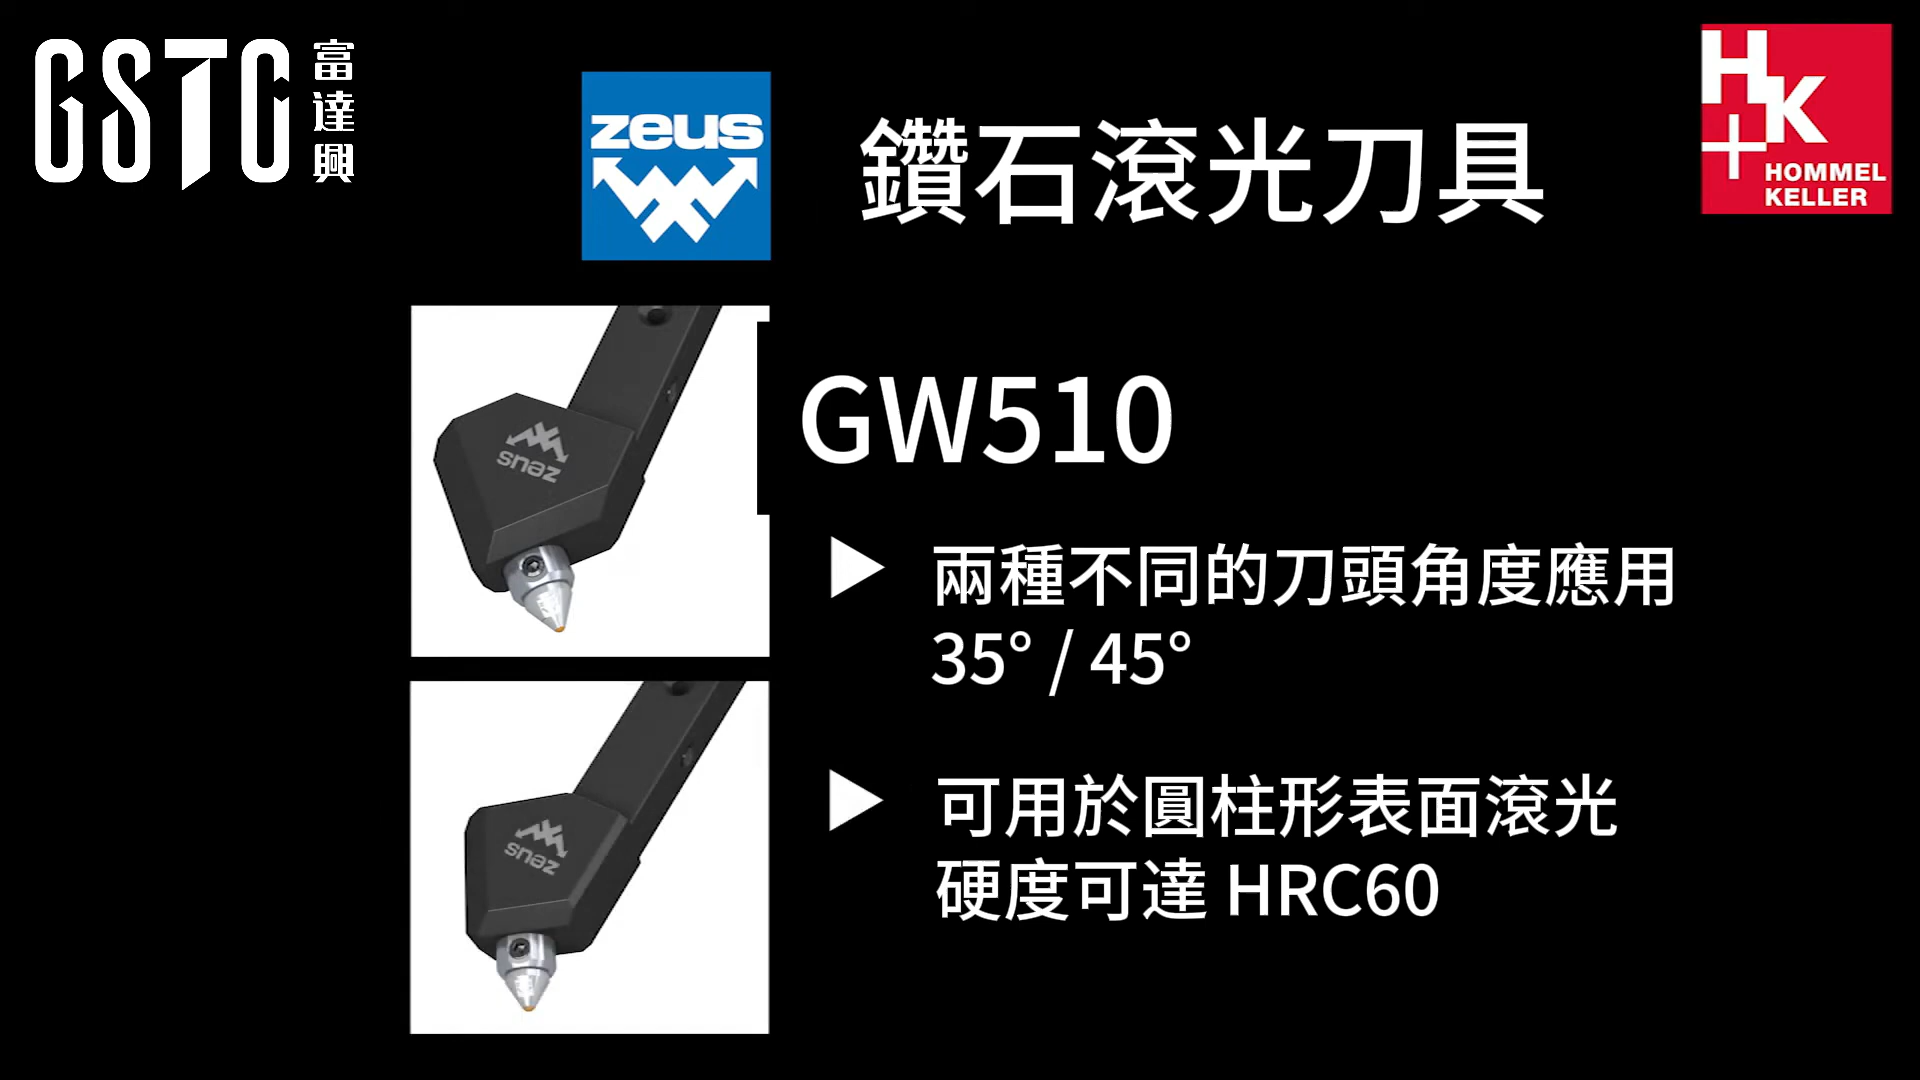 GSTC 富達興
zeus
鑽石滾光刀具
H+K
HOMMEL
KELLER
zeus
GW510
兩種不同的刀頭角度應用
35° / 45°
zeus
可用於圓柱形表面滾光
硬度可達 HRC60